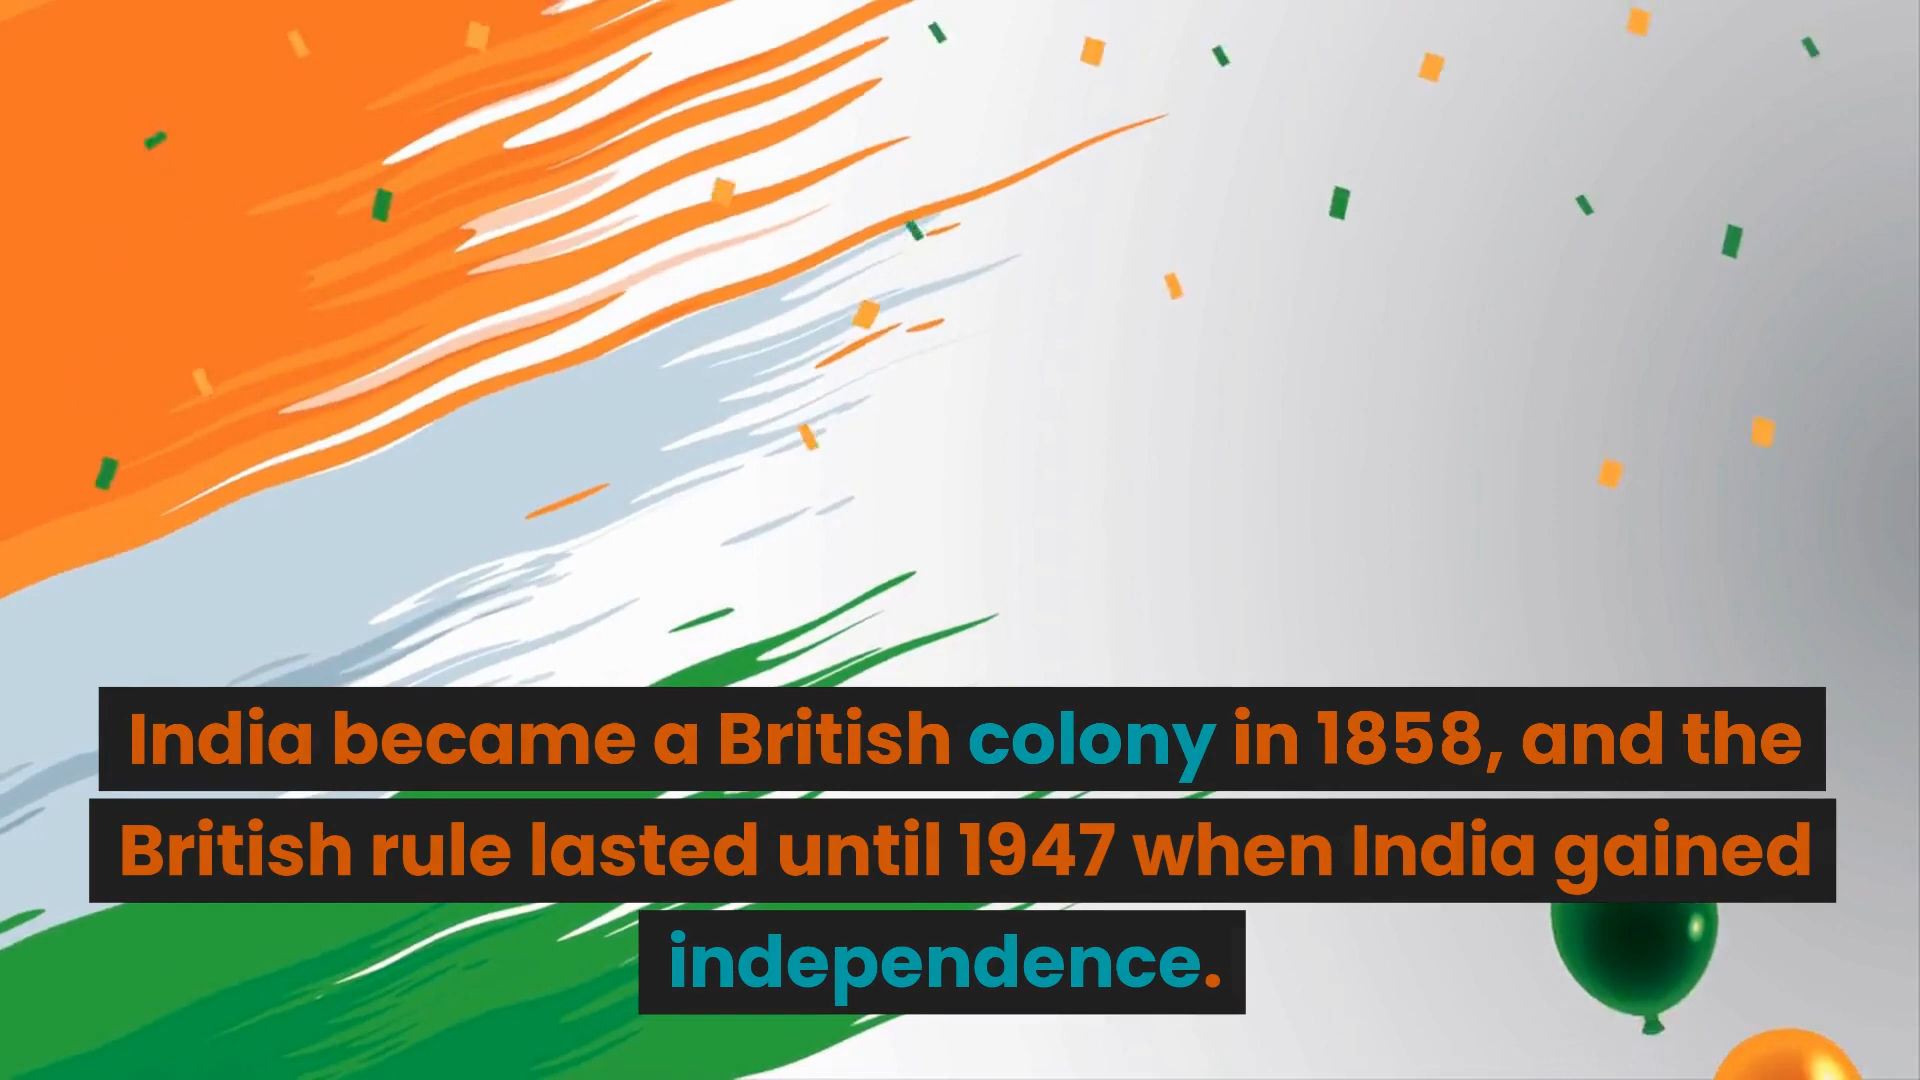 India became a British colony in 1858, and the
British rule lasted until 1947 when India gained
independence.